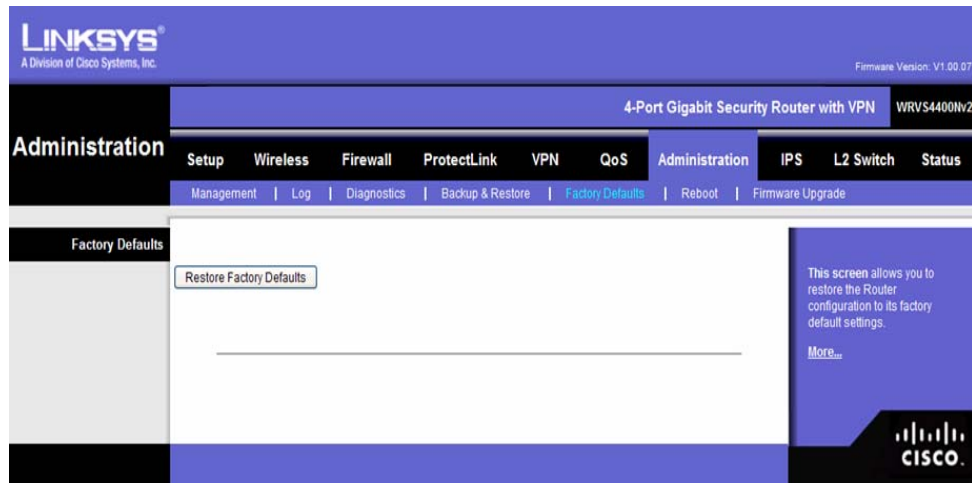 LINKSYS®
A Division of Cisco Systems, Inc.
Firmware Version: V1.00.07
4-Port Gigabit Security Router with VPN WRVS4400Nv2
Administration
Setup Wireless Firewall ProtectLink VPN QoS Administration IPS L2 Switch Status
Management | Log | Diagnostics | Backup & Restore | Factory Defaults | Reboot | Firmware Upgrade
Factory Defaults
Restore Factory Defaults
This screen allows you to
restore the Router
configuration to its factory
default settings.
More...
CISCO.